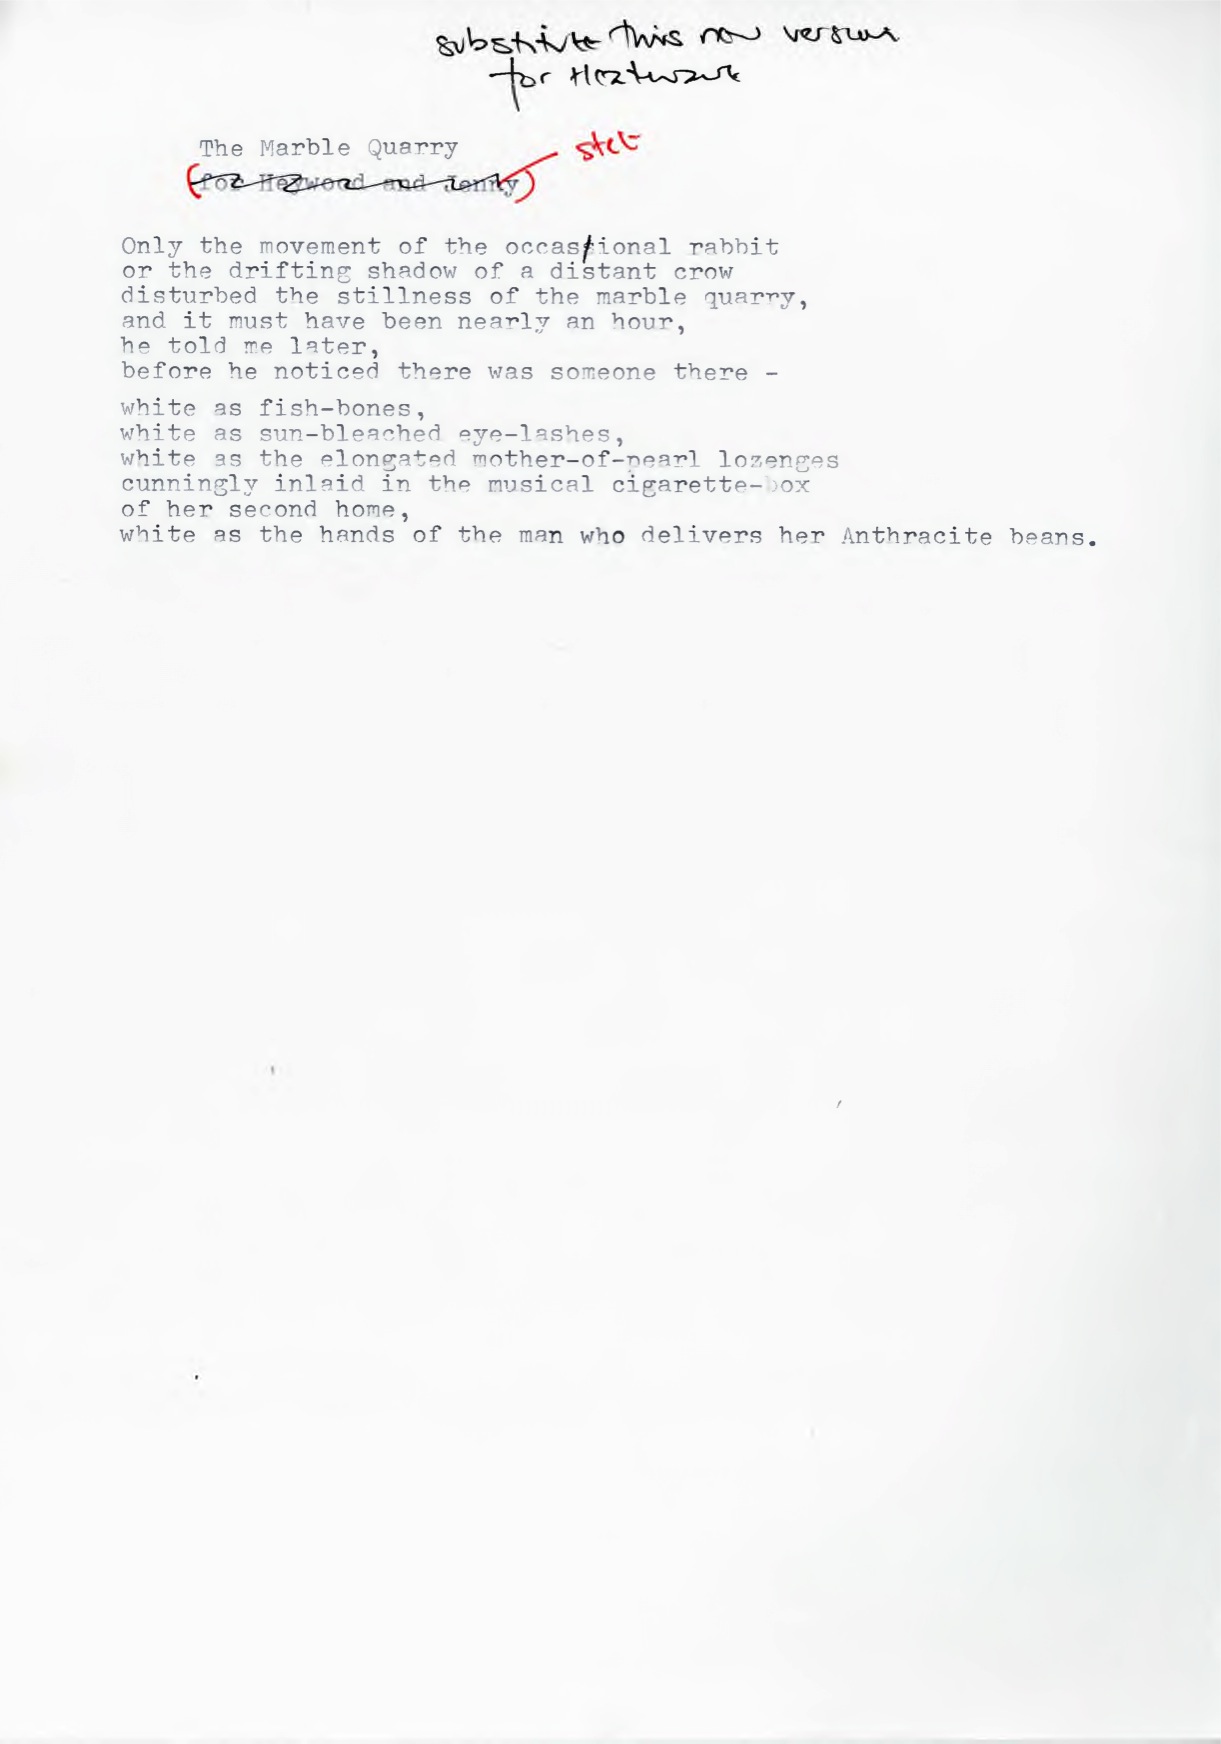 substitute this new version
for Heatwave
The Marble Quarry
(for Heywood and Jenny)
stet
Only the movement of the occasional rabbit
or the drifting shadow of a distant crow
disturbed the stillness of the marble quarry,
and it must have been nearly an hour,
he told me later,
before he noticed there was someone there -
white as fish-bones,
white as sun-bleached eye-lashes,
white as the elongated mother-of-pearl lozenges
cunningly inlaid in the musical cigarette-box
of her second home,
white as the hands of the man who delivers her Anthracite beans.